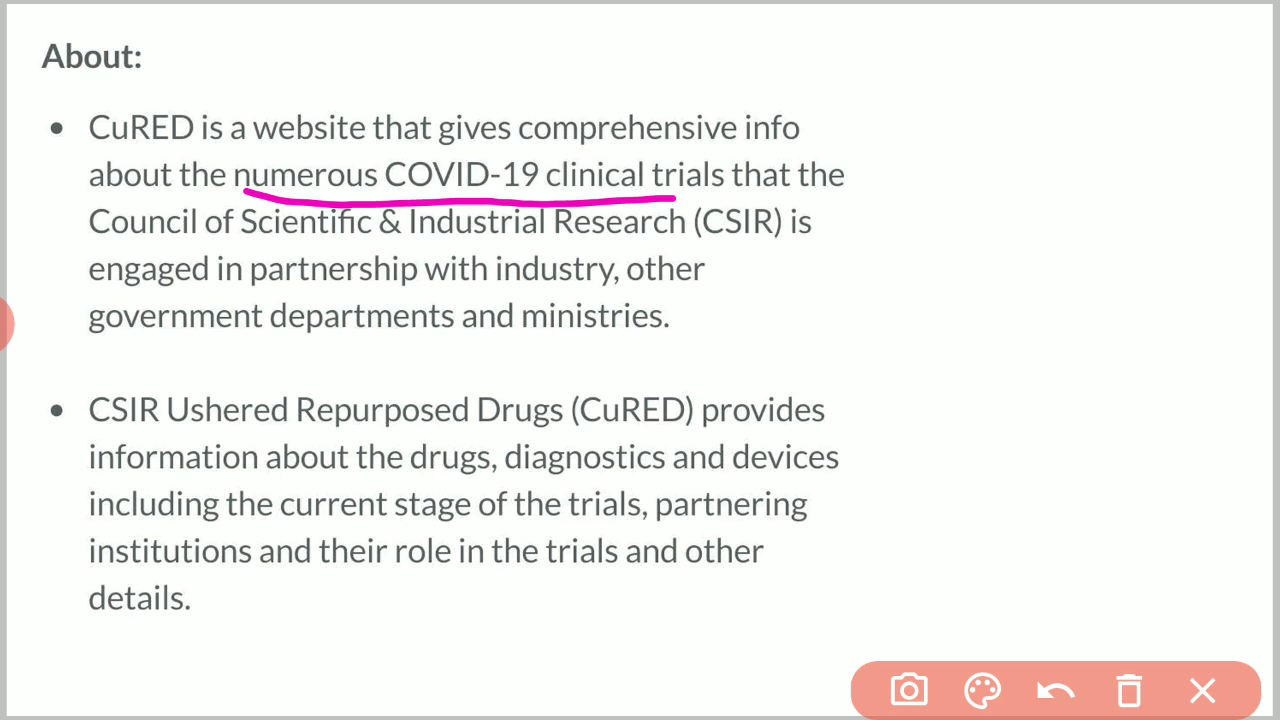 About:
• CuRED is a website that gives comprehensive info
about the numerous COVID-19 clinical trials that the
Council of Scientific & Industrial Research (CSIR) is
engaged in partnership with industry, other
government departments and ministries.
• CSIR Ushered Repurposed Drugs (CuRED) provides
information about the drugs, diagnostics and devices
including the current stage of the trials, partnering
institutions and their role in the trials and other
details.